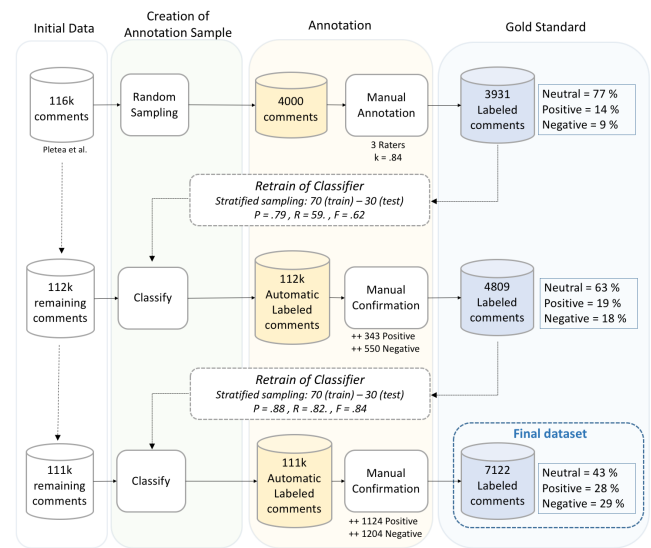 Initial Data
Creation of
Annotation Sample
Annotation
Gold Standard
116k
comments
Pletea et al.
Random
Sampling
4000
comments
Manual
Annotation
3 Raters
k = .84
3931
Labeled
comments
Neutral = 77 %
Positive = 14 %
Negative = 9 %
Retrain of Classifier
Stratified sampling: 70 (train) – 30 (test)
P = .79 , R = 59. , F = .62
112k
remaining
comments
Classify
112k
Automatic
Labeled
comments
Manual
Confirmation
++ 343 Positive
++ 550 Negative
4809
Labeled
comments
Neutral = 63 %
Positive = 19 %
Negative = 18 %
Retrain of Classifier
Stratified sampling: 70 (train) – 30 (test)
P = .88 , R = .82. , F = .84
111k
remaining
comments
Classify
111k
Automatic
Labeled
comments
Manual
Confirmation
++ 1124 Positive
++ 1204 Negative
Final dataset
7122
Labeled
comments
Neutral = 43 %
Positive = 28 %
Negative = 29 %